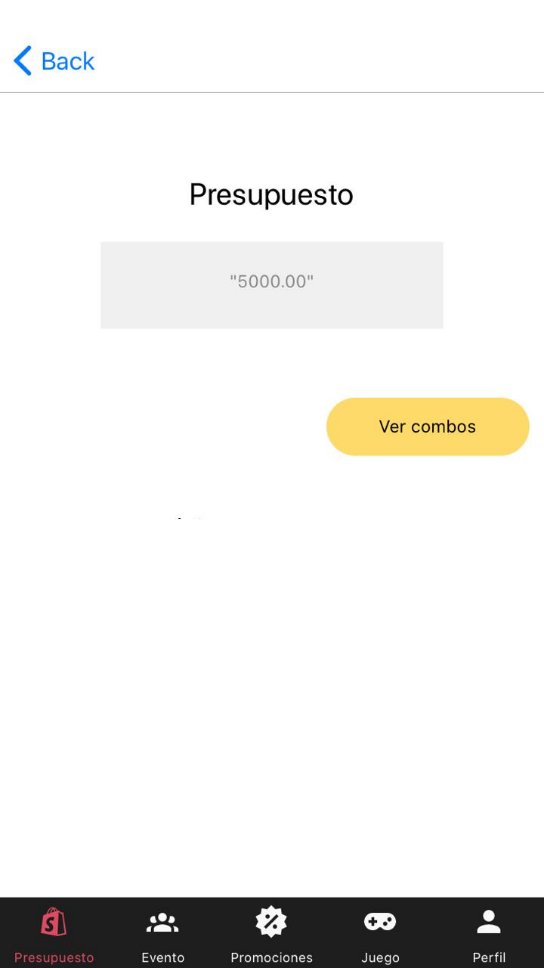 Back
Presupuesto
"5000.00"
Ver combos
Presupuesto
Evento
Promociones
Juego
Perfil